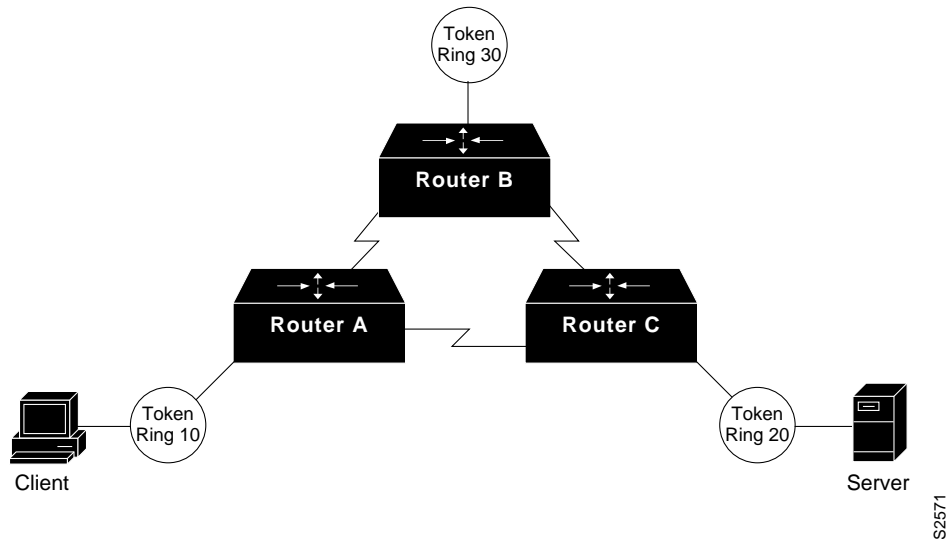 Token
Ring 30
Router B
Router A
Router C
Token
Ring 10
Token
Ring 20
Client
Server
S2571